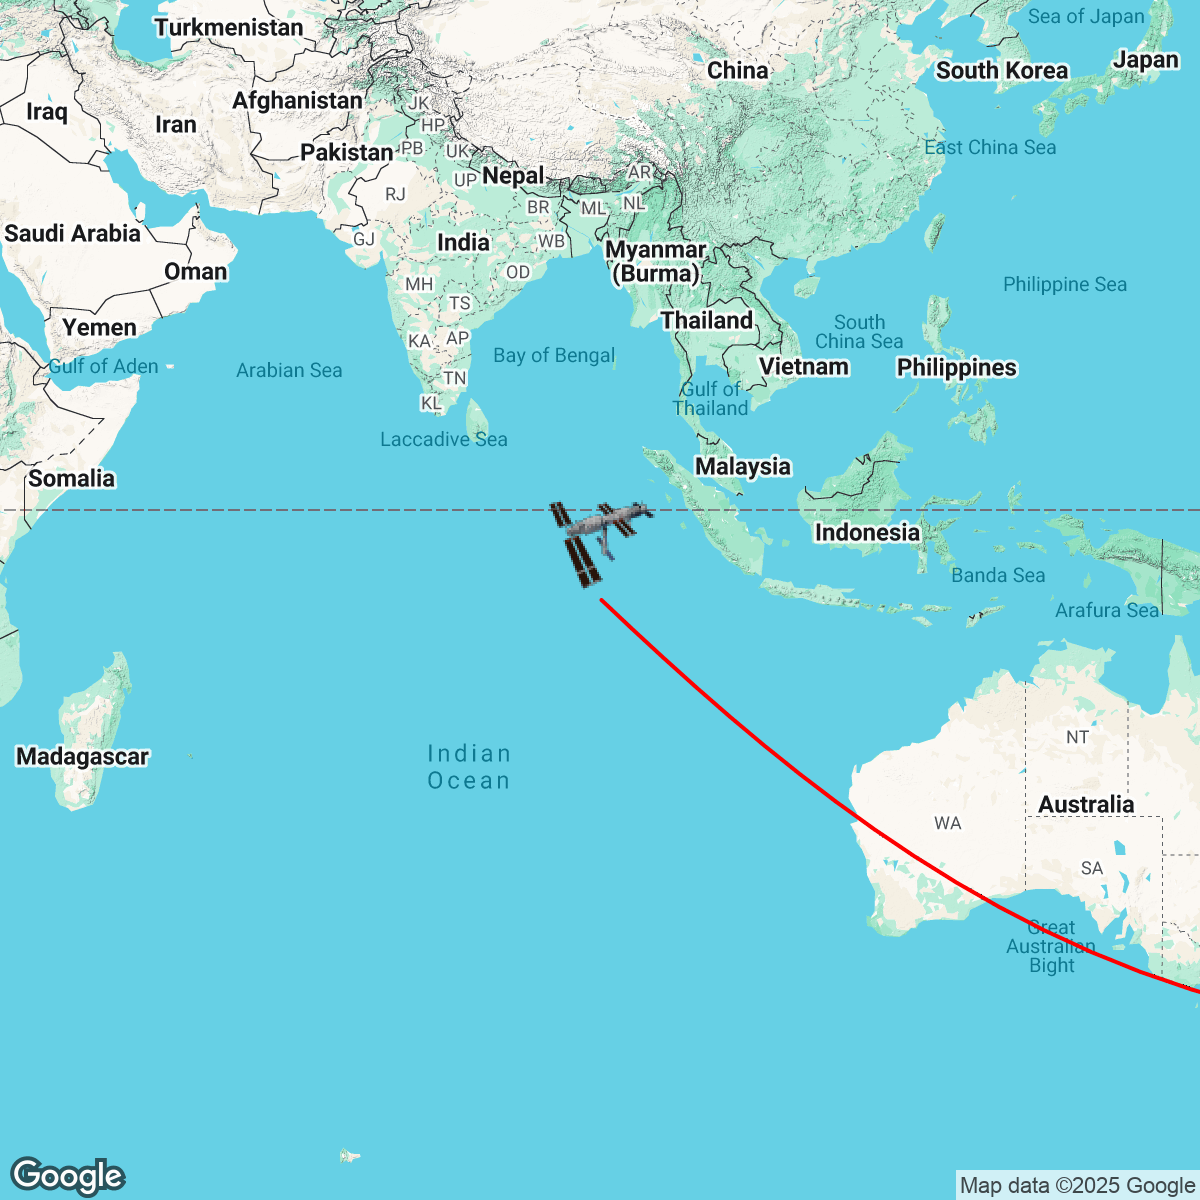 Sea of Japan
Turkmenistan
Japan
China
South Korea
Afghanistan
JK
Iraq
Iran
HP
Pakistan
PB
UK
East China Sea
Nepal
AR
UP
RJ
BR
ML
NL
Saudi Arabia
GJ
India
WB
Myanmar
(Burma)
Oman
OD
MH
Philippine Sea
TS
Yemen
Thailand
South
China Sea
KA
AP
Bay of Bengal
Gulf of Aden
Arabian Sea
Vietnam
Philippines
TN
Gulf of
Thailand
KL
Laccadive Sea
Malaysia
Somalia
Indonesia
Banda Sea
Arafura Sea
NT
Madagascar
Indian
Ocean
Australia
WA
SA
Great
Australian
Bight
Google
Map data ©2025 Google